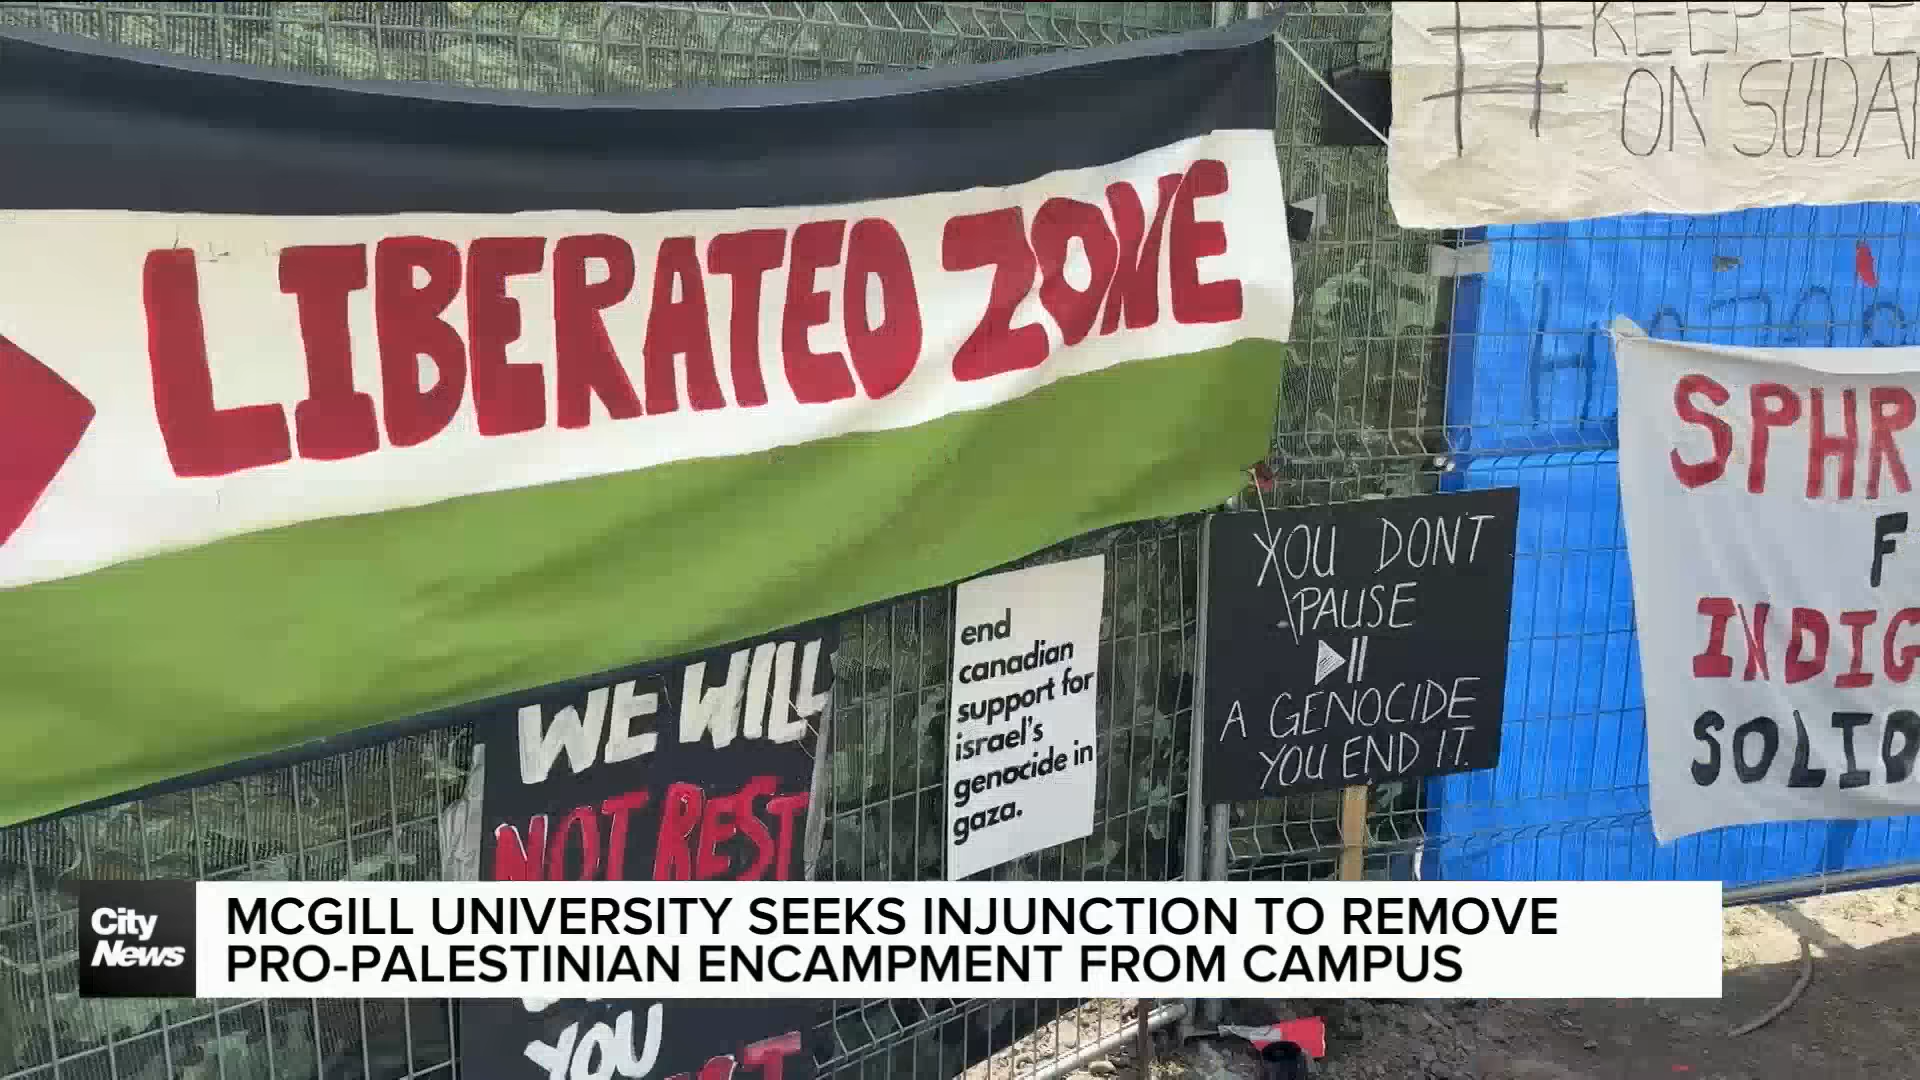 #KEEP EYE
ON SUDAN
LIBERATED ZONE
SPHR
F
INDIG
SOLID
YOU DONT
PAUSE
A GENOCIDE
YOU END IT.
end
canadian
support for
israel's
genocide in
gaza.
WE WILL
NOT REST
YOU
City
News
MCGILL UNIVERSITY SEEKS INJUNCTION TO REMOVE
PRO-PALESTINIAN ENCAMPMENT FROM CAMPUS